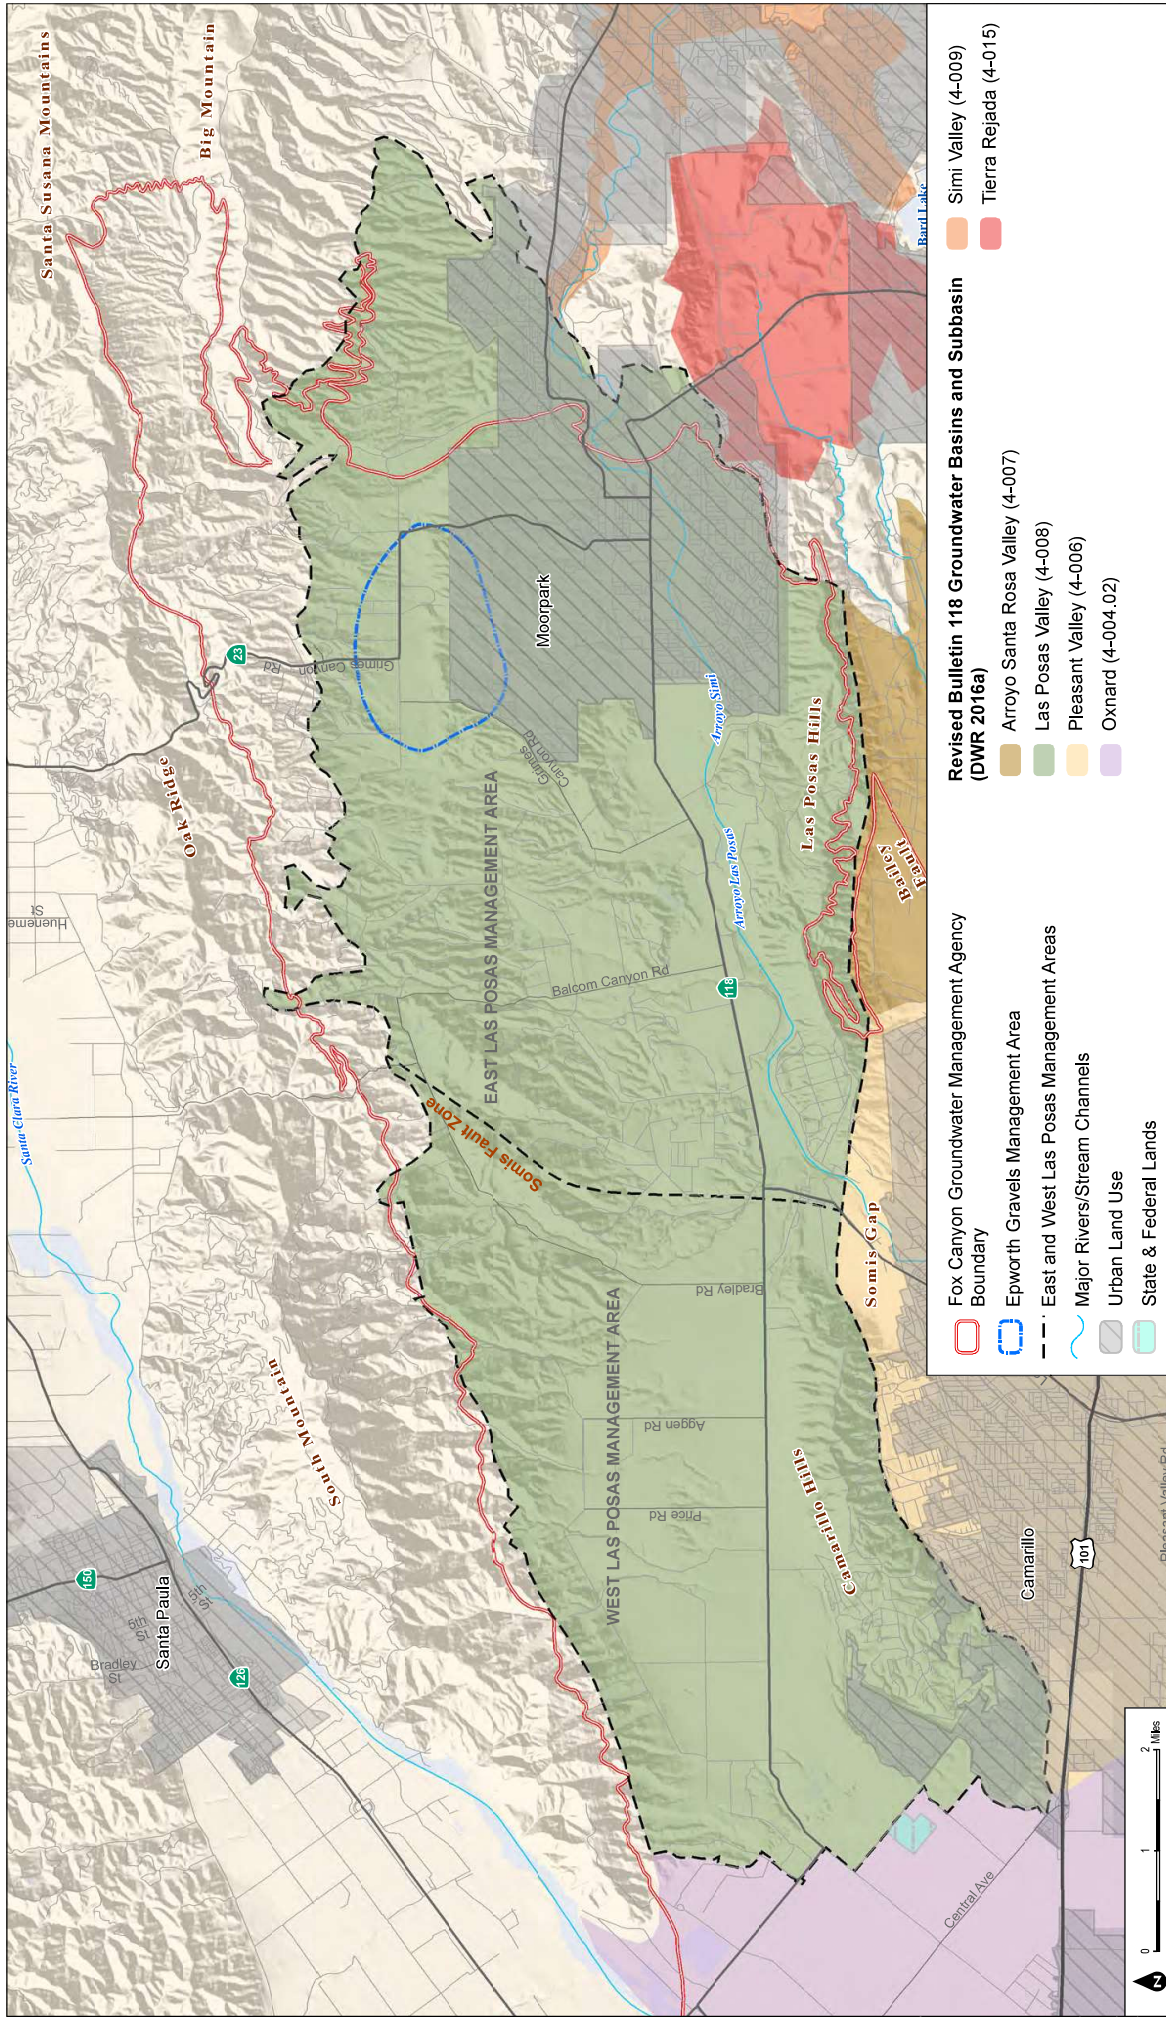 Santa Susana Mountains
Big Mountain
Oak Ridge
23
Grimes Canyon
Rd
Hueneme
St
Santa Clara River
South Mountain
150
Santa Paula
5th
St
5th
St
Bradley
St
126
Moorpark
Grimes
Canyon Rd
EAST LAS POSAS MANAGEMENT AREA
Balcom Canyon Rd
118
Arroyo Simi
Arroyo Las Posas
Las Posas Hills
Bailey
Fault
Somis Fault Zone
Somis Gap
Bradley Rd
WEST LAS POSAS MANAGEMENT AREA
Aggen Rd
Price Rd
Camarillo Hills
Camarillo
101
Pleasant Valley Rd
Central Ave
Bard Lake
Fox Canyon Groundwater Management Agency
Boundary
Epworth Gravels Management Area
East and West Las Posas Management Areas
Major Rivers/Stream Channels
Urban Land Use
State & Federal Lands
Revised Bulletin 118 Groundwater Basins and Subbasin
(DWR 2016a)
Arroyo Santa Rosa Valley (4-007)
Las Posas Valley (4-008)
Pleasant Valley (4-006)
Oxnard (4-004.02)
Simi Valley (4-009)
Tierra Rejada (4-015)
N
0 1 2
Miles